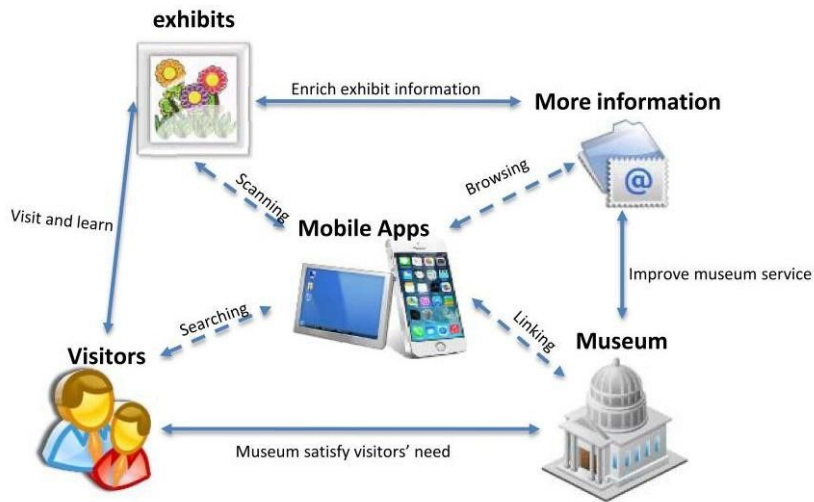 exhibits
Enrich exhibit information
More information
Scanning
Browsing
Visit and learn
Mobile Apps
@
Improve museum service
Searching
Linking
Visitors
Museum
Museum satisfy visitors’ need